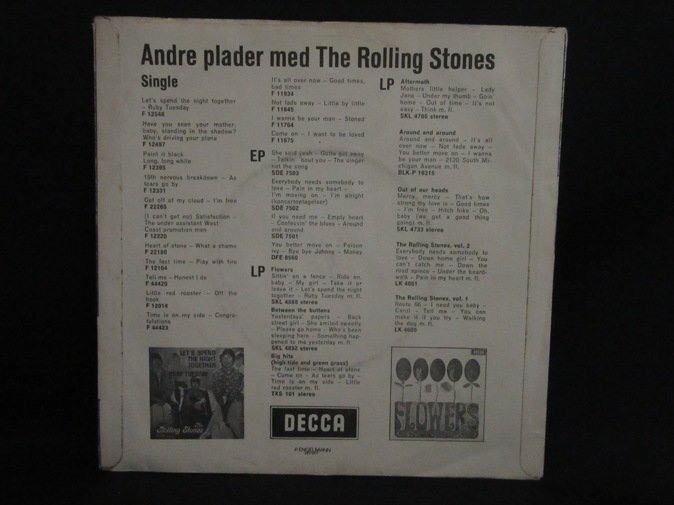 Andre plader med The Rolling Stones
Single
Let's spend the night together
– Ruby Tuesday
F 12546
Have you seen your mother,
baby, standing in the shadow?
Who's driving your plane
F 12497
Paint it black
Long, long while
F 12395
19th nervous breakdown – As
tears go by
F 12331
Get off of my cloud – I'm free
F 22265
(I can't get no) Satisfaction –
The under assistant West
Coast promotion man
F 12220
Heart of stone – What a shame
F 22180
The last time – Play with fire
F 12104
Tell me – Honest I do
F 44429
Little red rooster – Off the
hook
F 12014
Time is on my side – Congra-
tulations
F 44423
It's all over now – Good times,
bad times
F 11934
Not fade away – Little by little
F 11845
I wanna be your man – Stoned
F 11764
Come on – I want to be loved
F 11675
EP
She said yeah – Gotta get away
– Talkin' 'bout you – The singer
not the song
SDE 7503
Everybody needs somebody to
love – Pain in my heart –
I'm moving on – I'm alright
(koncertoptagelser)
SDE 7502
If you need me – Empty heart
– Confessin' the blues – Around
and around
SDE 7501
You better move on – Poison
ivy – Bye bye Johnny – Money
DFE 8560
LP
Flowers
Sittin' on a fence – Ride on,
baby – My girl – Take it or
leave it – Let's spend the night
together – Ruby Tuesday m. fl.
SKL 4888 stereo
Between the buttons
Yesterdays' papers – Back
street girl – She smiled sweetly
– Please go home – Who's been
sleeping here – Something hap-
pened to me yesterday m. fl.
SKL 4852 stereo
Big hits
(high tide and green grass)
The last time – Heart of stone
– Come on – As tears go by –
Time is on my side – Little
red rooster m. fl.
TXS 101 stereo
LP
Aftermath
Mothers little helper – Lady
Jane – Under my thumb – Goin'
home – Out of time – It's not
easy – Think m. fl.
SKL 4786 stereo
Around and around
Around and around – It's all
over now – Not fade away –
You better move on – I wanna
be your man – 2120 South Mi-
chigan Avenue m. fl.
BLK-P 16315
Out of our heads
Mercy, mercy – That's how
strong my love is – Good times
– I'm free – Hitch hike – Oh,
baby (we got a good thing
going) m. fl.
SKL 4733 stereo
The Rolling Stones, vol. 2
Everybody needs somebody to
love – Down home girl – You
can't catch me – Down the
road apiece – Under the board-
walk – Pain in my heart m. fl.
LK 4661
The Rolling Stones, vol. 1
Route 66 – I need you baby –
Carol – Tell me – You can
make it if you try – Walking
the dog m. fl.
LK 4605
LET'S SPEND
THE NIGHT
TOGETHER
RUBY TUESDAY
The Rolling Stones
DECCA
FLOWERS